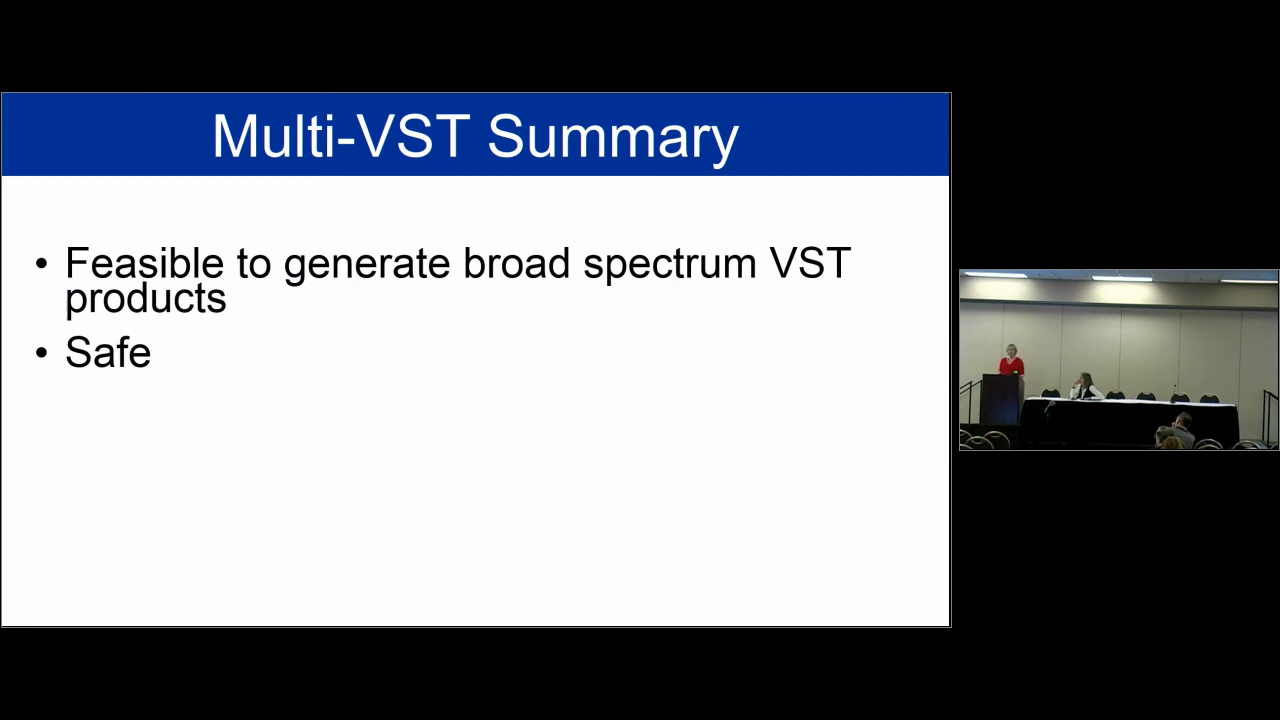 Multi-VST Summary
• Feasible to generate broad spectrum VST
products
• Safe